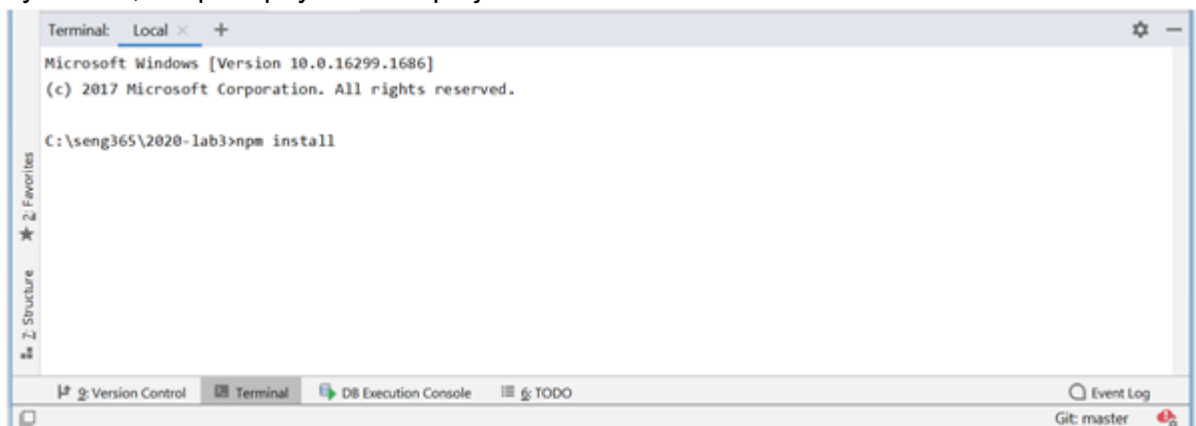 Terminal: Local × +
Microsoft Windows [Version 10.0.16299.1686]
(c) 2017 Microsoft Corporation. All rights reserved.
C:\seng365\2020-lab3>npm install
2: Favorites
7: Structure
9: Version Control Terminal DB Execution Console 6: TODO Event Log
Git: master